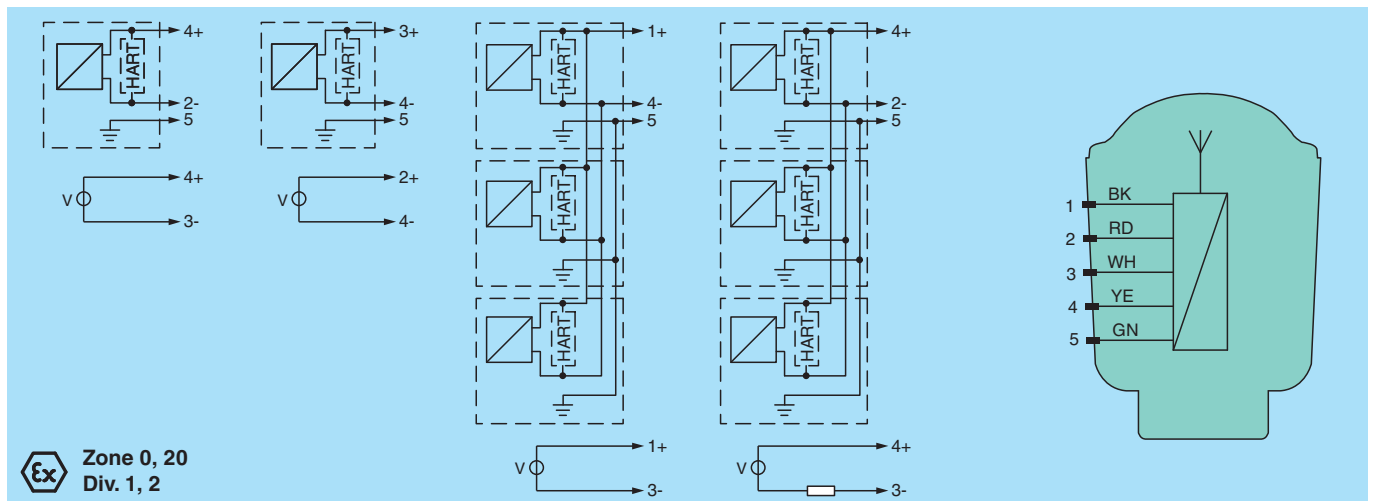 HART
4+
2-
5
V
4+
3-
HART
3+
4-
5
V
2+
4-
HART
1+
4-
5
HART
HART
V
1+
3-
HART
4+
2-
5
HART
HART
V
4+
3-
1 BK
2 RD
3 WH
4 YE
5 GN
Ex
Zone 0, 20
Div. 1, 2